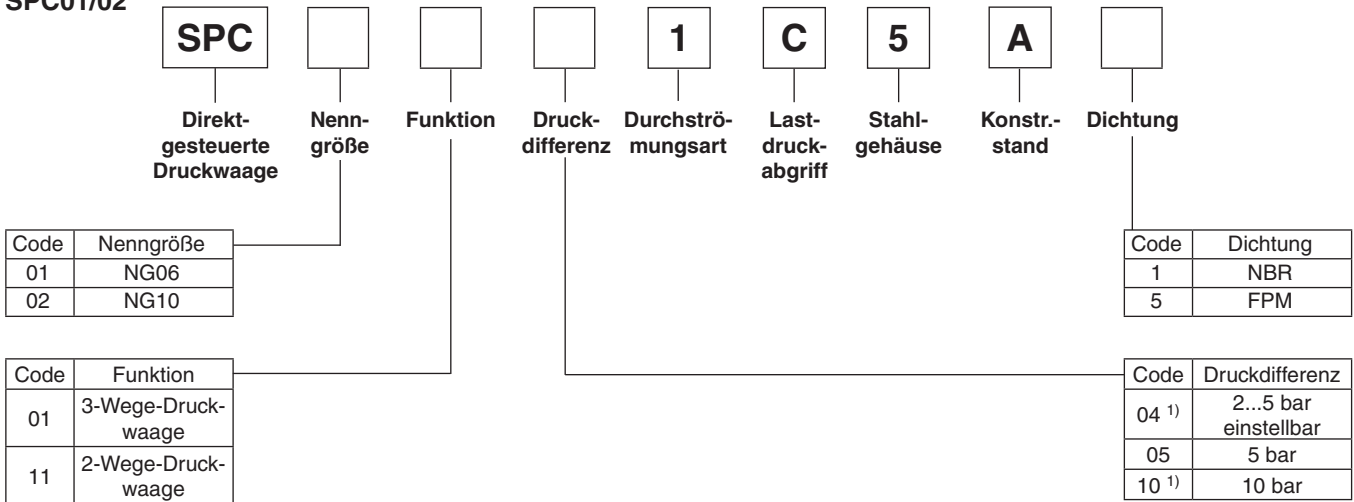 SPC01/02
SPC 1 C 5 A
Direkt-
gesteuerte
Druckwaage
Nenn-
größe
Funktion
Druck-
differenz
Durchströ-
mungsart
Last-
druck-
abgriff
Stahl-
gehäuse
Konstr.-
stand
Dichtung
Code Nenngröße
01 NG06
02 NG10
Code Dichtung
1 NBR
5 FPM
Code Funktion
01 3-Wege-Druck-
waage
11 2-Wege-Druck-
waage
Code Druckdifferenz
04 1) 2...5 bar
einstellbar
05 5 bar
10 1) 10 bar